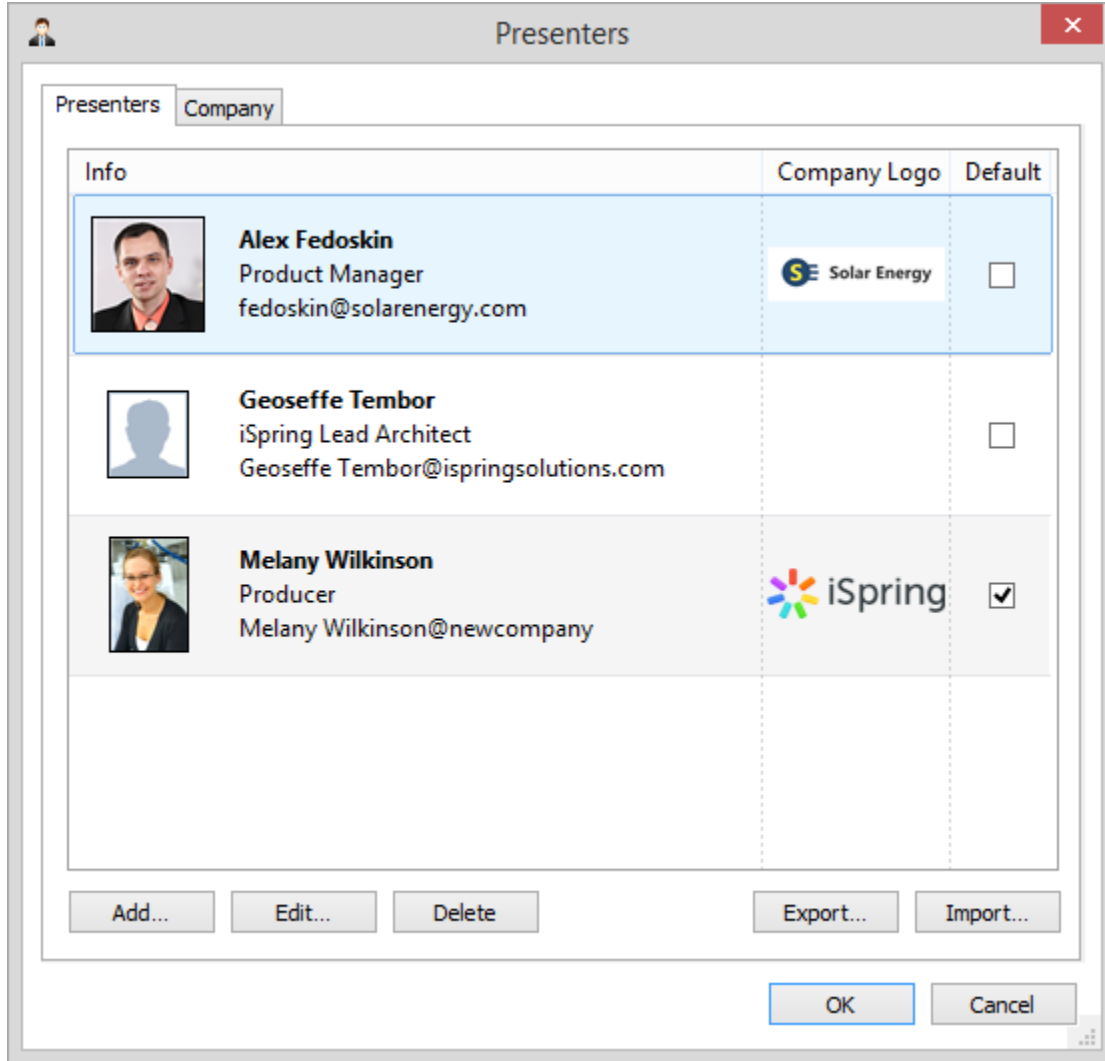 Presenters
Presenters
Company
Info
Company Logo
Default
Alex Fedoskin
Product Manager
fedoskin@solarenergy.com
SE Solar Energy
Geoseffe Tembor
iSpring Lead Architect
Geoseffe Tembor@ispringsolutions.com
Melany Wilkinson
Producer
Melany Wilkinson@newcompany
iSpring
Add...
Edit...
Delete
Export...
Import...
OK
Cancel